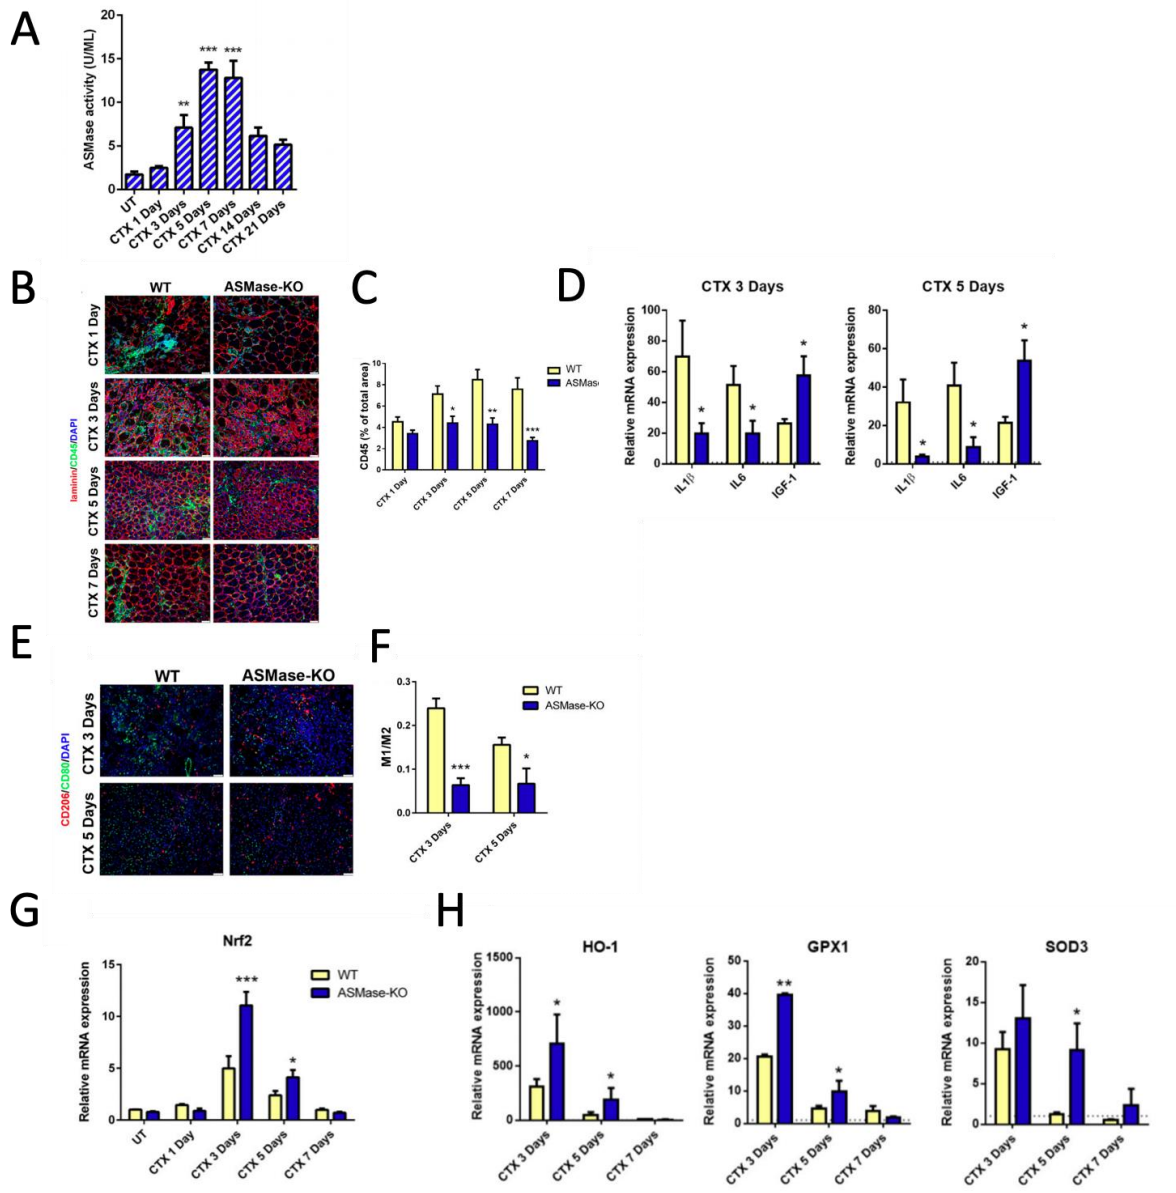 A
ASMase activity (U/ML)
20
15
10
5
0
**
***
***
UT
CTX 1 Day
CTX 3 Days
CTX 5 Days
CTX 7 Days
CTX 14 Days
CTX 21 Days
B
WT
ASMase-KO
laminin/CD45/DAPI
CTX 1 Day
CTX 3 Days
CTX 5 Days
CTX 7 Days
C
CD45 (% of total area)
10
8
6
4
2
0
*
**
***
WT
ASMase
CTX 1 Day
CTX 3 Days
CTX 5 Days
CTX 7 Days
D
CTX 3 Days
Relative mRNA expression
100
80
60
40
20
0
*
*
*
IL1β
IL6
IGF-1
CTX 5 Days
Relative mRNA expression
80
60
40
20
0
*
*
*
IL1β
IL6
IGF-1
E
WT
ASMase-KO
CD206/CD80/DAPI
CTX 3 Days
CTX 5 Days
F
M1/M2
0.3
0.2
0.1
0.0
***
*
WT
ASMase-KO
CTX 3 Days
CTX 5 Days
G
Nrf2
Relative mRNA expression
15
10
5
0
***
*
WT
ASMase-KO
UT
CTX 1 Day
CTX 3 Days
CTX 5 Days
CTX 7 Days
H
HO-1
Relative mRNA expression
1500
1000
500
0
*
*
CTX 3 Days
CTX 5 Days
CTX 7 Days
GPX1
Relative mRNA expression
50
40
30
20
10
0
**
*
CTX 3 Days
CTX 5 Days
CTX 7 Days
SOD3
Relative mRNA expression
20
15
10
5
0
*
CTX 3 Days
CTX 5 Days
CTX 7 Days